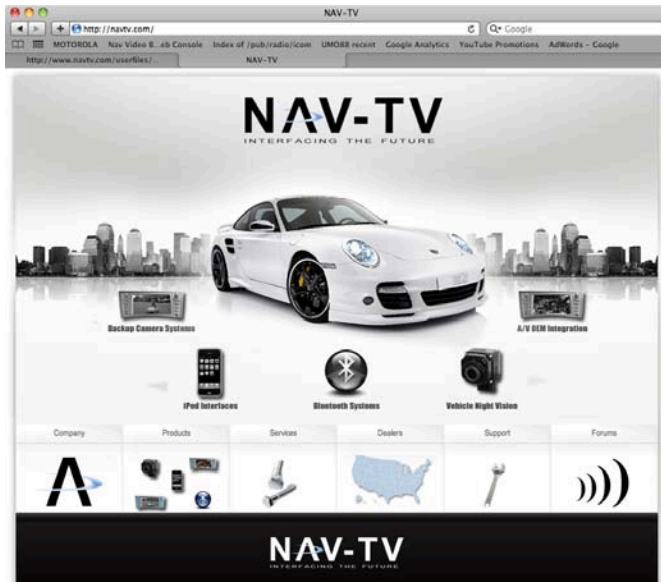 NAV-TV
http://navtv.com/
Google
MOTOROLA Nav Video B...eb Console Index of /pub/radio/icom UMO88 recent Google Analytics YouTube Promotions AdWords - Google
http://www.navtv.com/userfiles/... NAV-TV
NAV-TV
INTERFACING THE FUTURE
Backup Camera Systems
A/V OEM Integration
iPod Interfaces
Bluetooth Systems
Vehicle Night Vision
Company Products Services Dealers Support Forums
NAV-TV
INTERFACING THE FUTURE